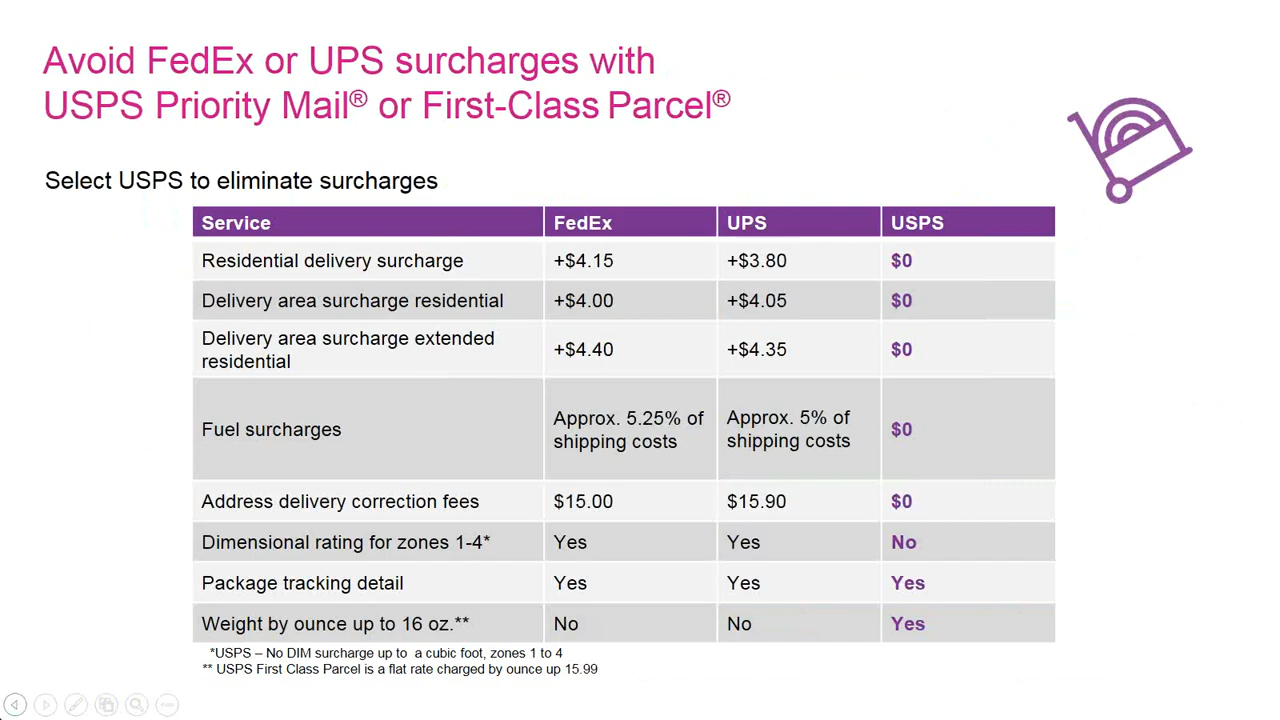 Avoid FedEx or UPS surcharges with
USPS Priority Mail® or First-Class Parcel®
Select USPS to eliminate surcharges
Service FedEx UPS USPS
Residential delivery surcharge +$4.15 +$3.80 $0
Delivery area surcharge residential +$4.00 +$4.05 $0
Delivery area surcharge extended
residential +$4.40 +$4.35 $0
Fuel surcharges Approx. 5.25% of
shipping costs Approx. 5% of
shipping costs $0
Address delivery correction fees $15.00 $15.90 $0
Dimensional rating for zones 1-4* Yes Yes No
Package tracking detail Yes Yes Yes
Weight by ounce up to 16 oz.** No No Yes
*USPS – No DIM surcharge up to a cubic foot, zones 1 to 4
** USPS First Class Parcel is a flat rate charged by ounce up 15.99